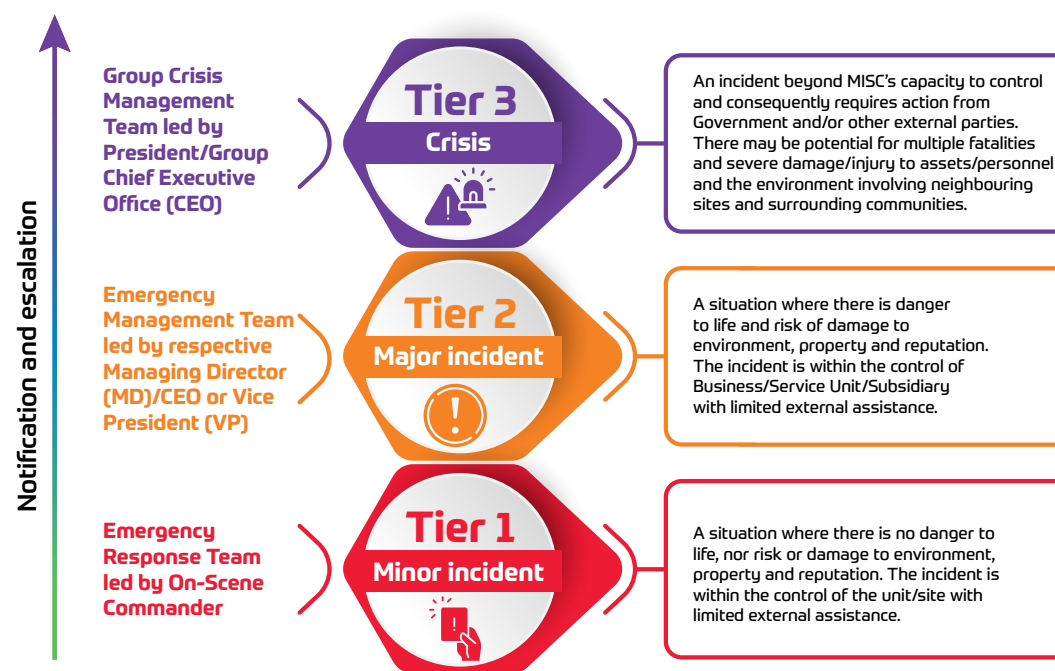 Notification and escalation
Group Crisis
Management
Team led by
President/Group
Chief Executive
Office (CEO)
Tier 3
Crisis
An incident beyond MISC’s capacity to control
and consequently requires action from
Government and/or other external parties.
There may be potential for multiple fatalities
and severe damage/injury to assets/personnel
and the environment involving neighbouring
sites and surrounding communities.
Emergency
Management Team
led by respective
Managing Director
(MD)/CEO or Vice
President (VP)
Tier 2
Major incident
A situation where there is danger
to life and risk of damage to
environment, property and reputation.
The incident is within the control of
Business/Service Unit/Subsidiary
with limited external assistance.
Emergency
Response Team
led by On-Scene
Commander
Tier 1
Minor incident
A situation where there is no danger to
life, nor risk or damage to environment,
property and reputation. The incident is
within the control of the unit/site with
limited external assistance.